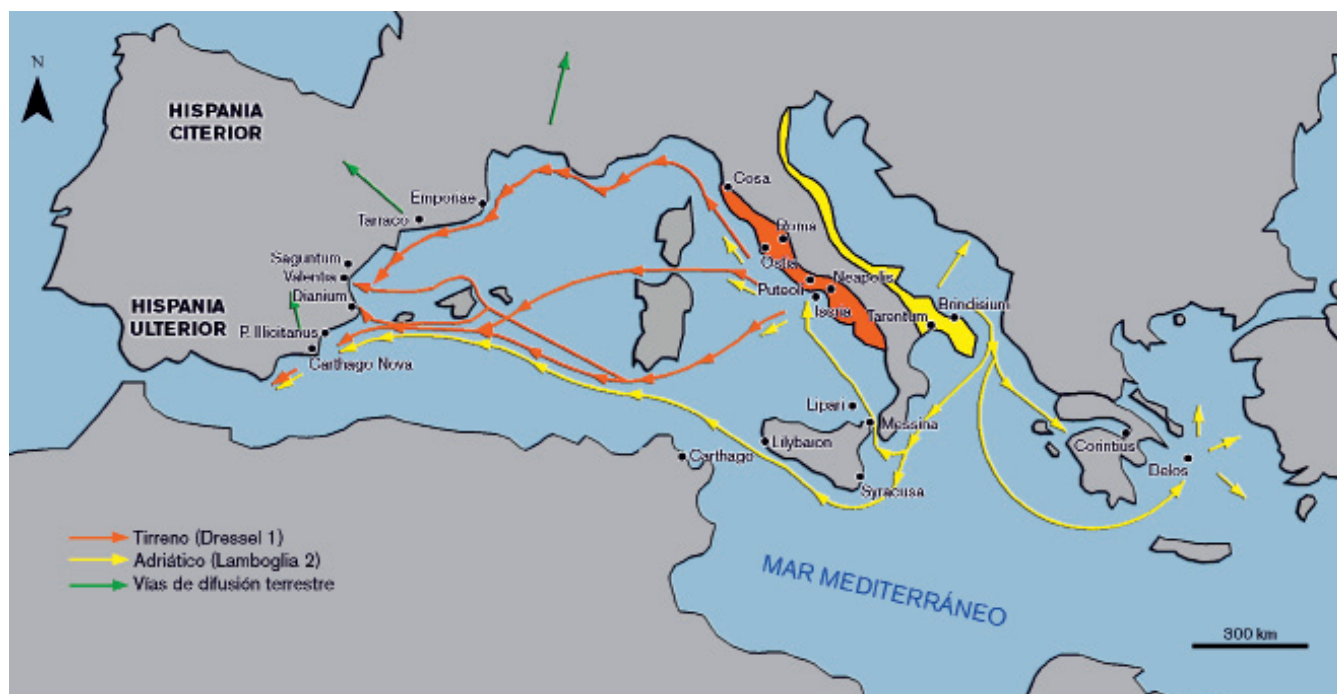 N
HISPANIA
CITERIOR
Cosa
Emporiae
Tarraco
Roma
Ostia
Saguntum
Valentia
Neapolis
Puteoli
Dianium
Ischia
Brindisium
HISPANIA
ULTERIOR
Tarentum
P. Illicitanus
Carthago Nova
Lipari
Messina
Lilybaion
Corintius
Carthago
Delos
Syracusa
Tirreno (Dressel 1)
Adriático (Lamboglia 2)
Vías de difusión terrestre
MAR MEDITERRÁNEO
300 km